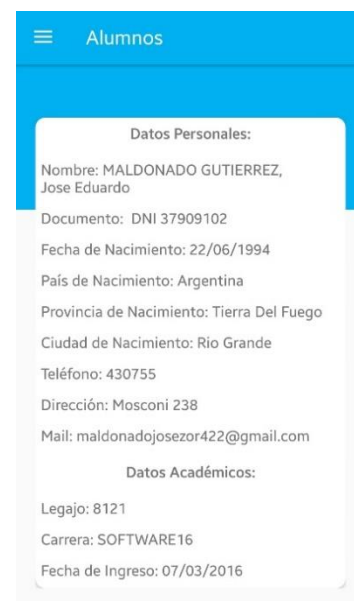 Alumnos
Datos Personales:
Nombre: MALDONADO GUTIERREZ,
Jose Eduardo
Documento: DNI 37909102
Fecha de Nacimiento: 22/06/1994
País de Nacimiento: Argentina
Provincia de Nacimiento: Tierra Del Fuego
Ciudad de Nacimiento: Rio Grande
Teléfono: 430755
Dirección: Mosconi 238
Mail: maldonadojosezor422@gmail.com
Datos Académicos:
Legajo: 8121
Carrera: SOFTWARE16
Fecha de Ingreso: 07/03/2016